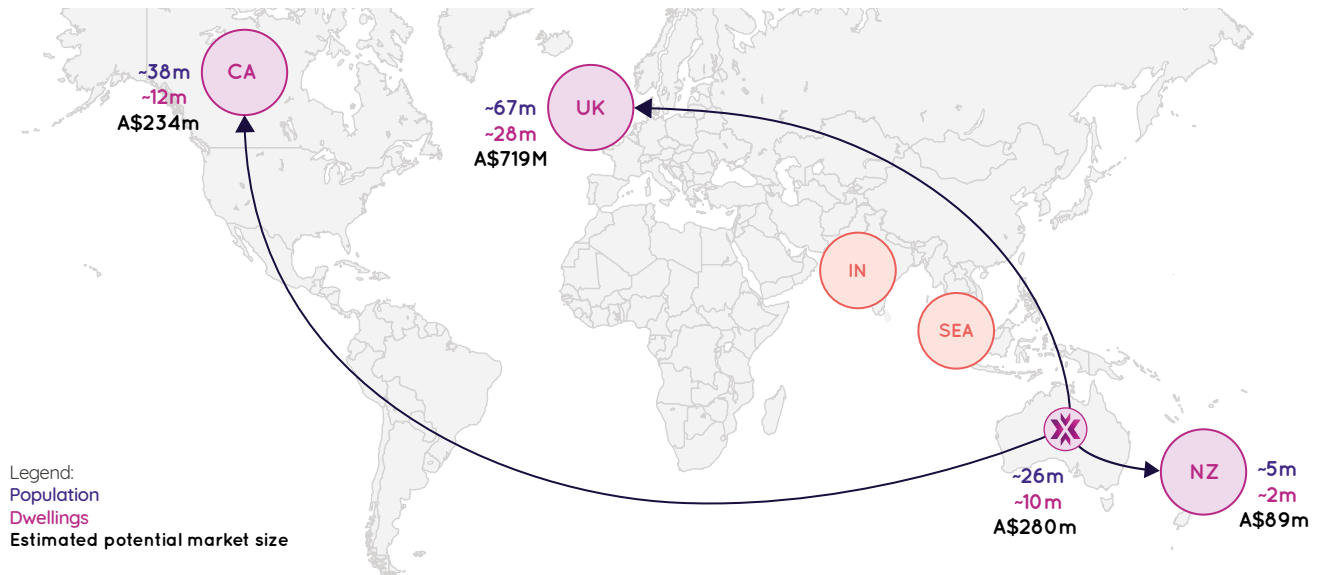 CA
~38m
~12m
A$234m
UK
~67m
~28m
A$719M
IN
SEA
~26m
~10m
A$280m
NZ
~5m
~2m
A$89m
Legend:
Population
Dwellings
Estimated potential market size